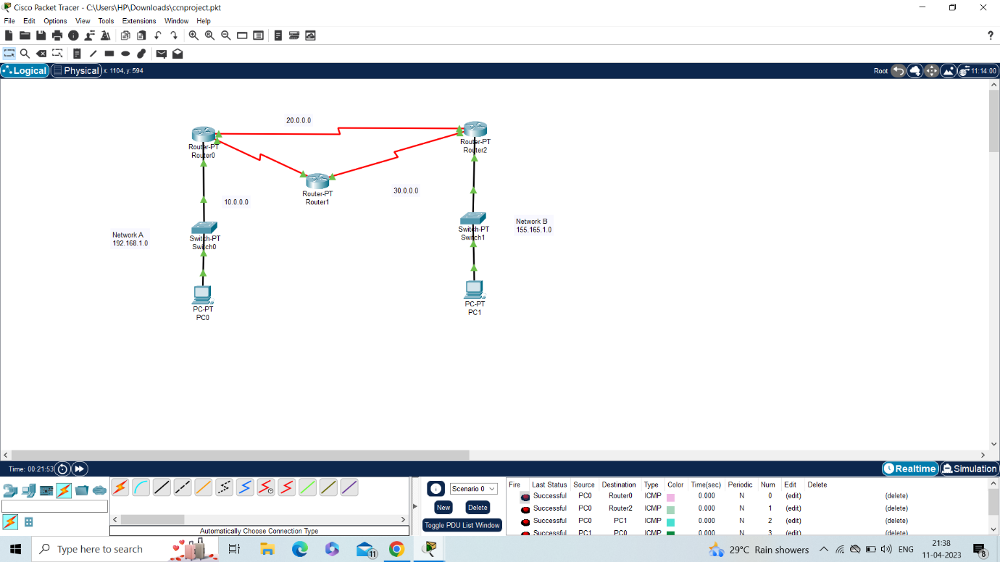 Cisco Packet Tracer - C:\Users\HP\Downloads\ccnproject.pkt
File Edit Options View Tools Extensions Window Help
?
Logical Physical x: 1104, y: 594 Root 11:14:00
20.0.0.0
Router-PT
Router0
Router-PT
Router2
Router-PT
Router1
30.0.0.0
10.0.0.0
Network A
192.168.1.0
Switch-PT
Switch0
Switch-PT
Switch1
Network B
155.165.1.0
PC-PT
PC0
PC-PT
PC1
Time: 00:21:53 Realtime Simulation
Scenario 0
New Delete
Toggle PDU List Window
Automatically Choose Connection Type
Fire Last Status Source Destination Type Color Time(sec) Periodic Num Edit Delete
Successful PC0 Router0 ICMP 0.000 N 0 (edit) (delete)
Successful PC0 Router2 ICMP 0.000 N 1 (edit) (delete)
Successful PC0 PC1 ICMP 0.000 N 2 (edit) (delete)
Successful PC1 PC0 ICMP 0.000 N 3 (edit) (delete)
Type here to search 11 29°C Rain showers ENG 21:38
11-04-2023 8